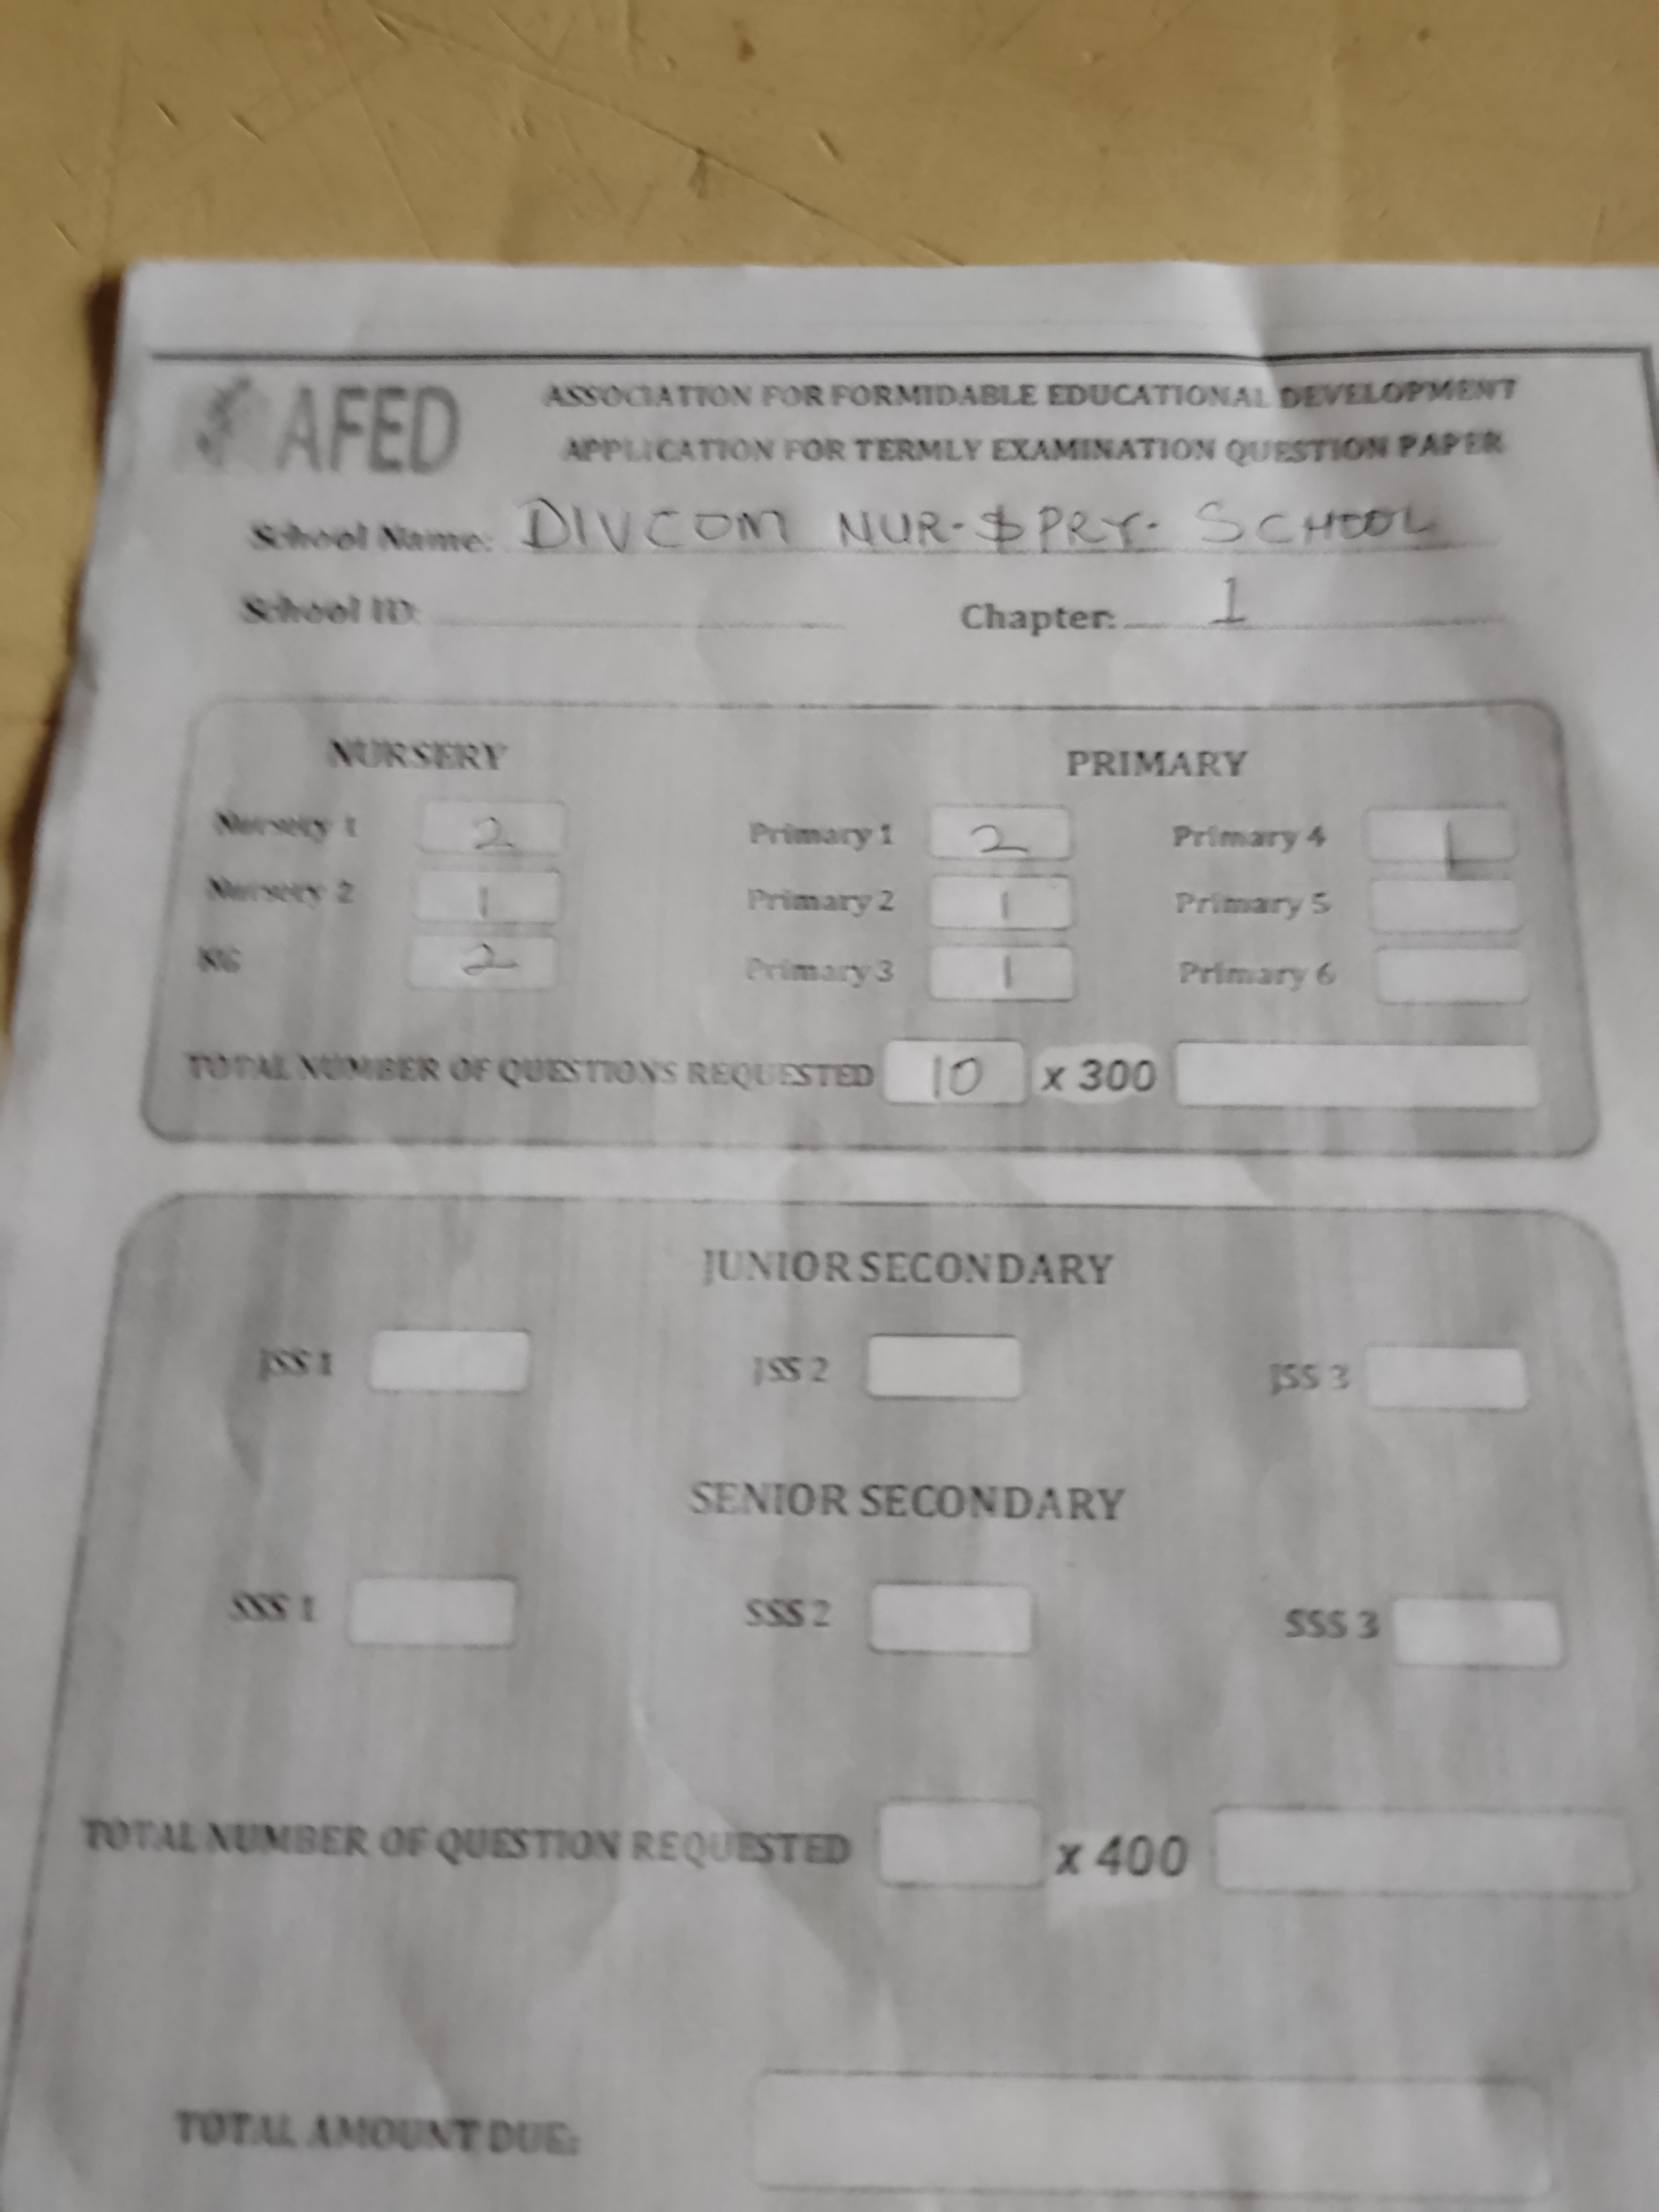 AFED
ASSOCIATION FOR FORMIDABLE EDUCATIONAL DEVELOPMENT
APPLICATION FOR TERMLY EXAMINATION QUESTION PAPER
School Name: DIVCOM NUR. $ PRY. SCHOOL
School ID: Chapter: 1
NURSERY PRIMARY
Nursery 1 2 Primary 1 2 Primary 4 1
Nursery 2 1 Primary 2 1 Primary 5
KG 2 Primary 3 1 Primary 6
TOTAL NUMBER OF QUESTIONS REQUESTED 10 x 300
JUNIOR SECONDARY
JSS 1 JSS 2 JSS 3
SENIOR SECONDARY
SSS 1 SSS 2 SSS 3
TOTAL NUMBER OF QUESTION REQUESTED x 400
TOTAL AMOUNT DUE: